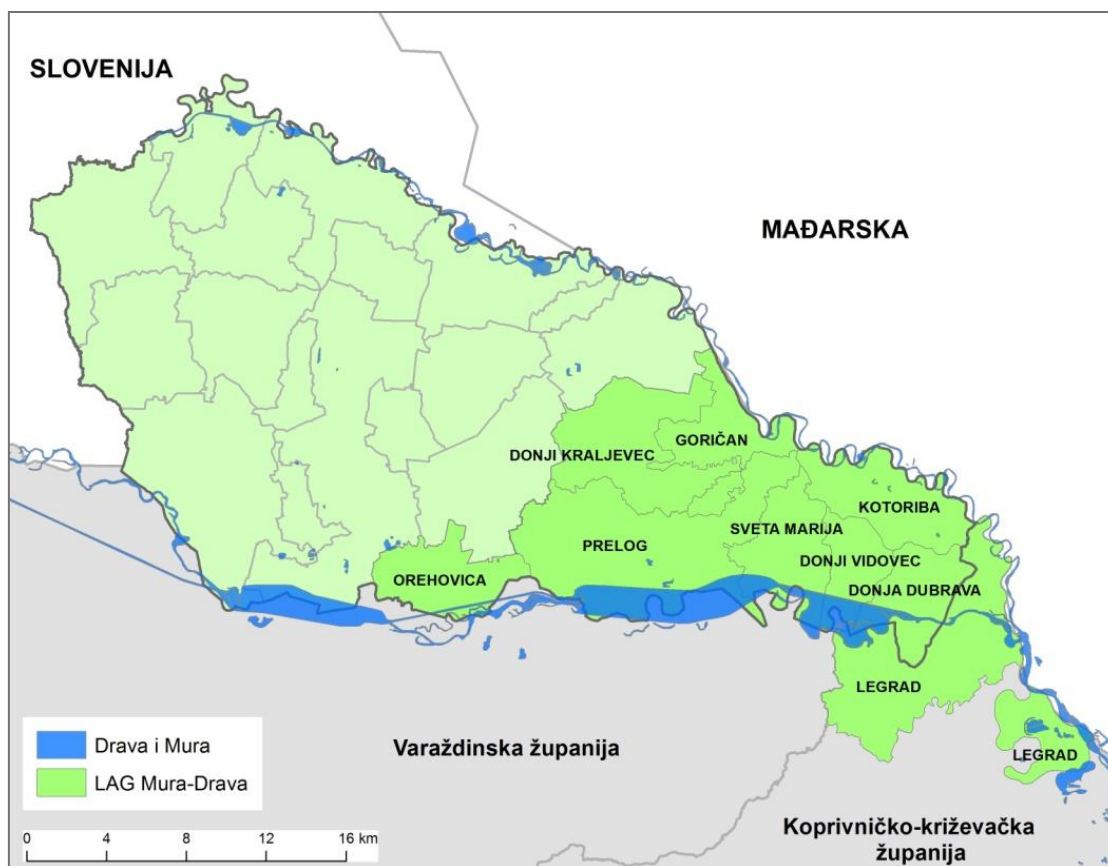 SLOVENIJA
MAĐARSKA
GORIČAN
DONJI KRALJEVEC
KOTORIBA
SVETA MARIJA
PRELOG
DONJI VIDOVEC
OREHOVICA
DONJA DUBRAVA
LEGRAD
LEGRAD
Varaždinska županija
Koprivničko-križevačka
županija
Drava i Mura
LAG Mura-Drava
0 4 8 12 16 km